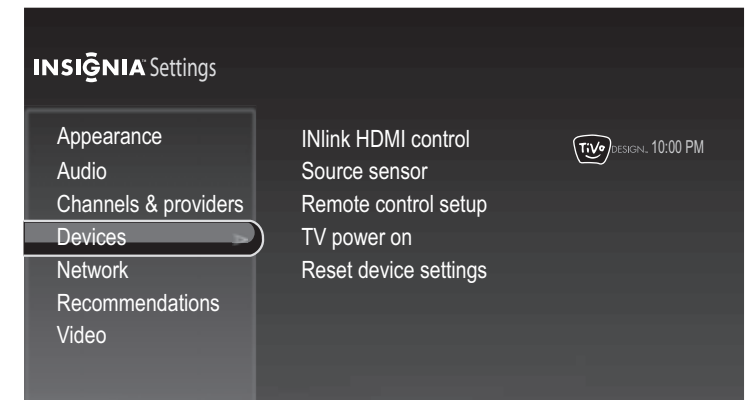 INSIGNIA™ Settings
Appearance
Audio
Channels & providers
Devices
Network
Recommendations
Video
INlink HDMI control
Source sensor
Remote control setup
TV power on
Reset device settings
TiVo DESIGN. 10:00 PM